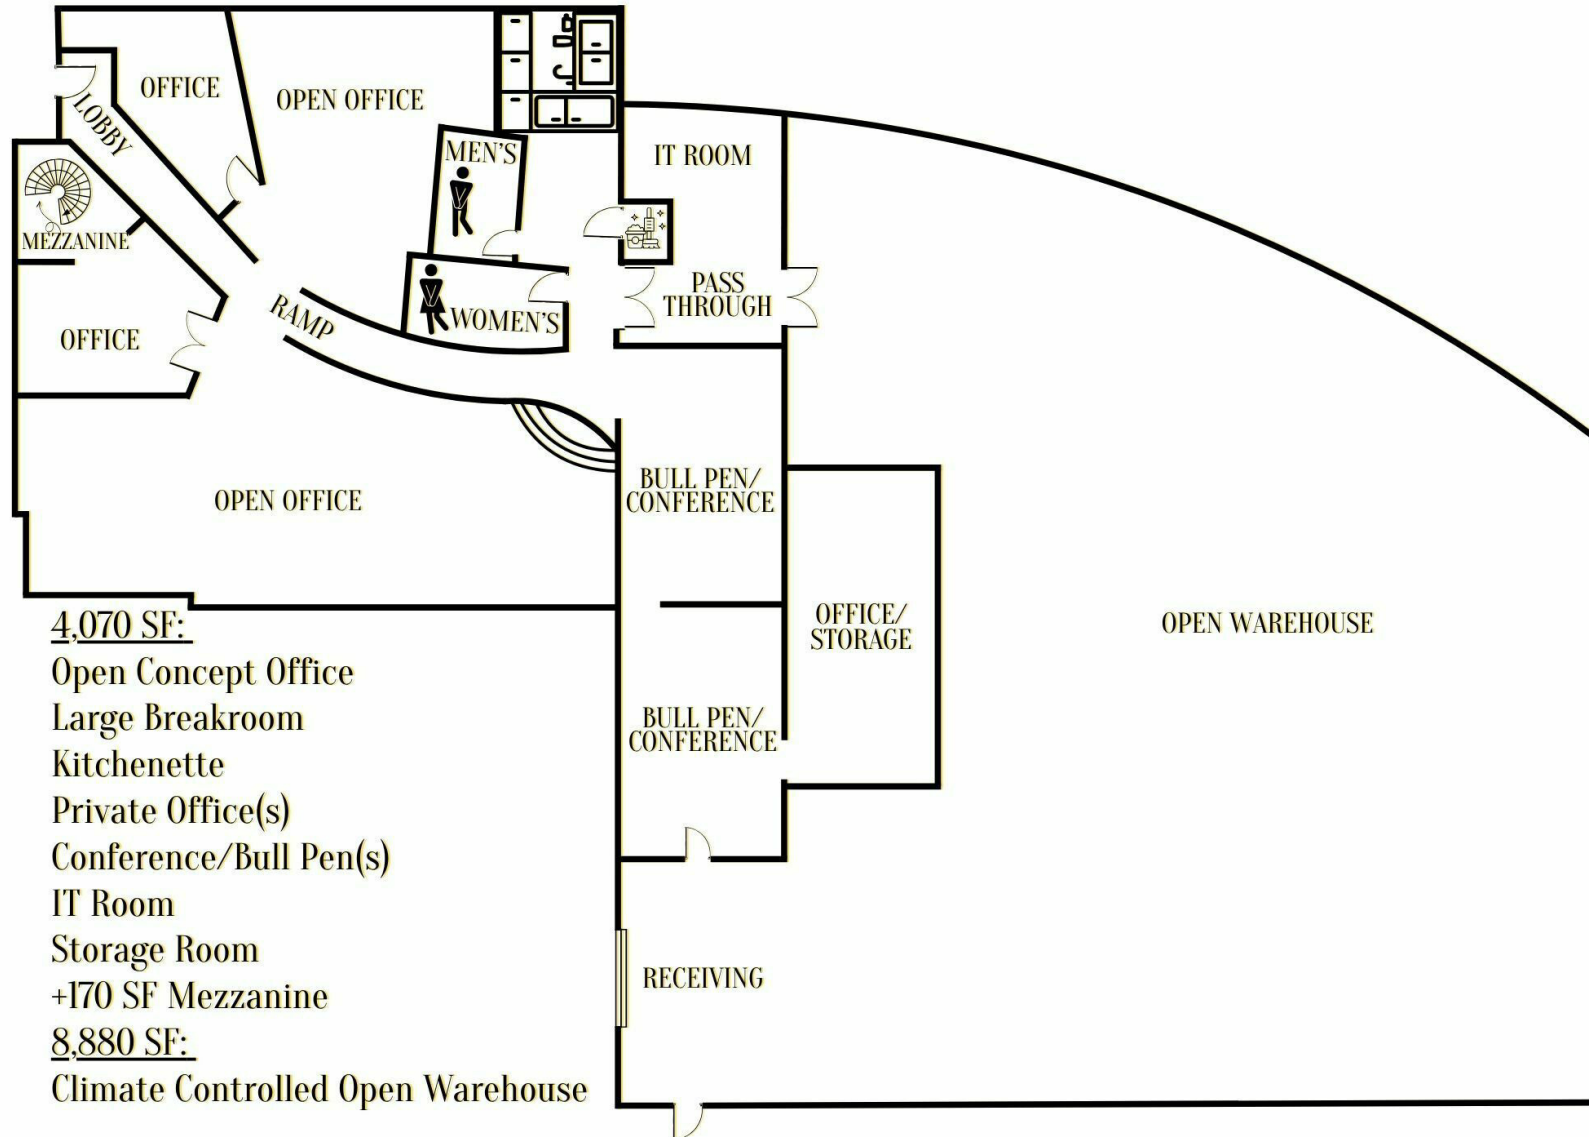 OFFICE
OPEN OFFICE
LOBBY
MEN'S
IT ROOM
MEZZANINE
PASS
THROUGH
RAMP
WOMEN'S
OFFICE
OPEN OFFICE
BULL PEN/
CONFERENCE
OFFICE/
STORAGE
OPEN WAREHOUSE
BULL PEN/
CONFERENCE
RECEIVING
4,070 SF:
Open Concept Office
Large Breakroom
Kitchenette
Private Office(s)
Conference/Bull Pen(s)
IT Room
Storage Room
+170 SF Mezzanine
8,880 SF:
Climate Controlled Open Warehouse